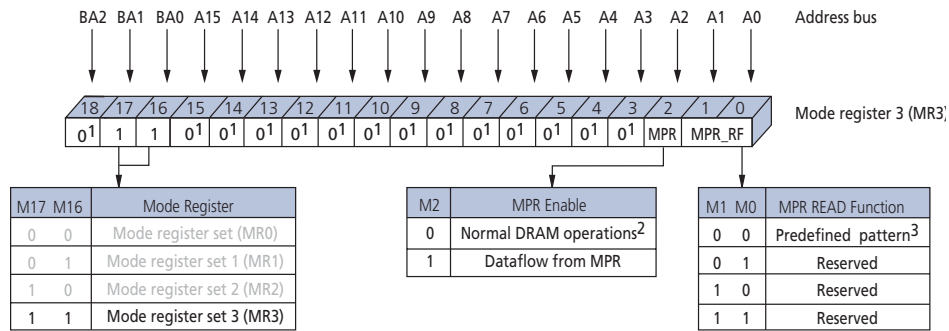 BA2 BA1 BA0 A15 A14 A13 A12 A11 A10 A9 A8 A7 A6 A5 A4 A3 A2 A1 A0 Address bus
18 17 16 15 14 13 12 11 10 9 8 7 6 5 4 3 2 1 0 Mode register 3 (MR3)
0¹ 1 1 0¹ 0¹ 0¹ 0¹ 0¹ 0¹ 0¹ 0¹ 0¹ 0¹ 0¹ 0¹ 0¹ MPR MPR_RF
M17 M16 Mode Register
0 0 Mode register set (MR0)
0 1 Mode register set 1 (MR1)
1 0 Mode register set 2 (MR2)
1 1 Mode register set 3 (MR3)
M2 MPR Enable
0 Normal DRAM operations²
1 Dataflow from MPR
M1 M0 MPR READ Function
0 0 Predefined pattern³
0 1 Reserved
1 0 Reserved
1 1 Reserved